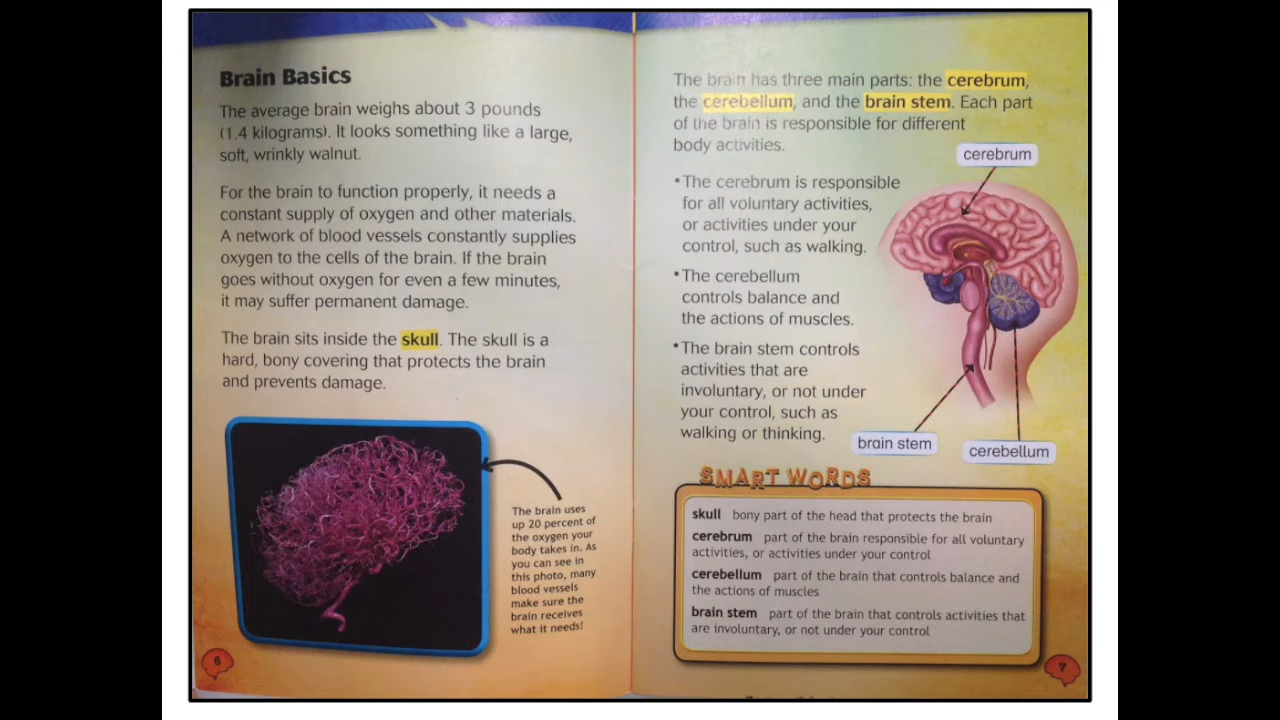 Brain Basics
The average brain weighs about 3 pounds
(1.4 kilograms). It looks something like a large,
soft, wrinkly walnut.
For the brain to function properly, it needs a
constant supply of oxygen and other materials.
A network of blood vessels constantly supplies
oxygen to the cells of the brain. If the brain
goes without oxygen for even a few minutes,
it may suffer permanent damage.
The brain sits inside the skull. The skull is a
hard, bony covering that protects the brain
and prevents damage.
The brain uses
up 20 percent of
the oxygen your
body takes in. As
you can see in
this photo, many
blood vessels
make sure the
brain receives
what it needs!
6
The brain has three main parts: the cerebrum,
the cerebellum, and the brain stem. Each part
of the brain is responsible for different
body activities.
•The cerebrum is responsible
for all voluntary activities,
or activities under your
control, such as walking.
•The cerebellum
controls balance and
the actions of muscles.
•The brain stem controls
activities that are
involuntary, or not under
your control, such as
walking or thinking.
cerebrum
brain stem
cerebellum
SMART WORDS
skull bony part of the head that protects the brain
cerebrum part of the brain responsible for all voluntary
activities, or activities under your control
cerebellum part of the brain that controls balance and
the actions of muscles
brain stem part of the brain that controls activities that
are involuntary, or not under your control
7